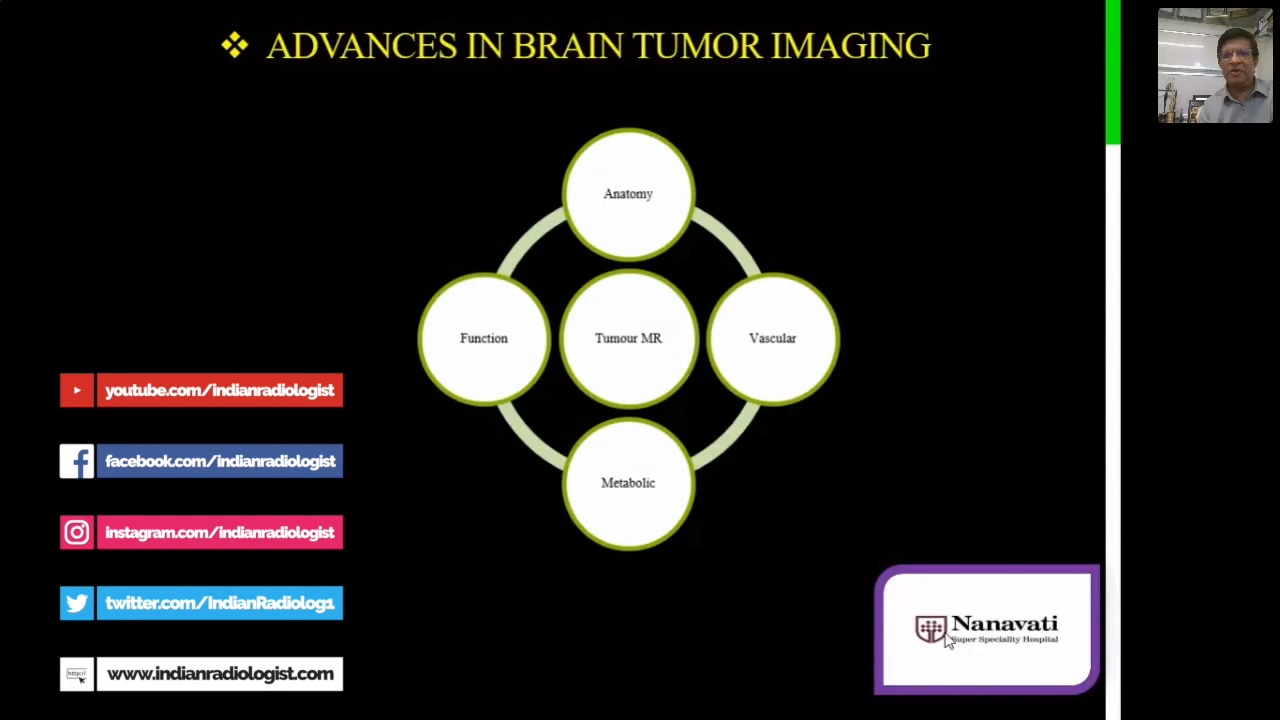 ❖ ADVANCES IN BRAIN TUMOR IMAGING
Anatomy
Function
Tumour MR
Vascular
Metabolic
youtube.com/indianradiologist
facebook.com/indianradiologist
instagram.com/indianradiologist
twitter.com/IndianRadiolog1
http://
www.indianradiologist.com
Nanavati
Super Speciality Hospital